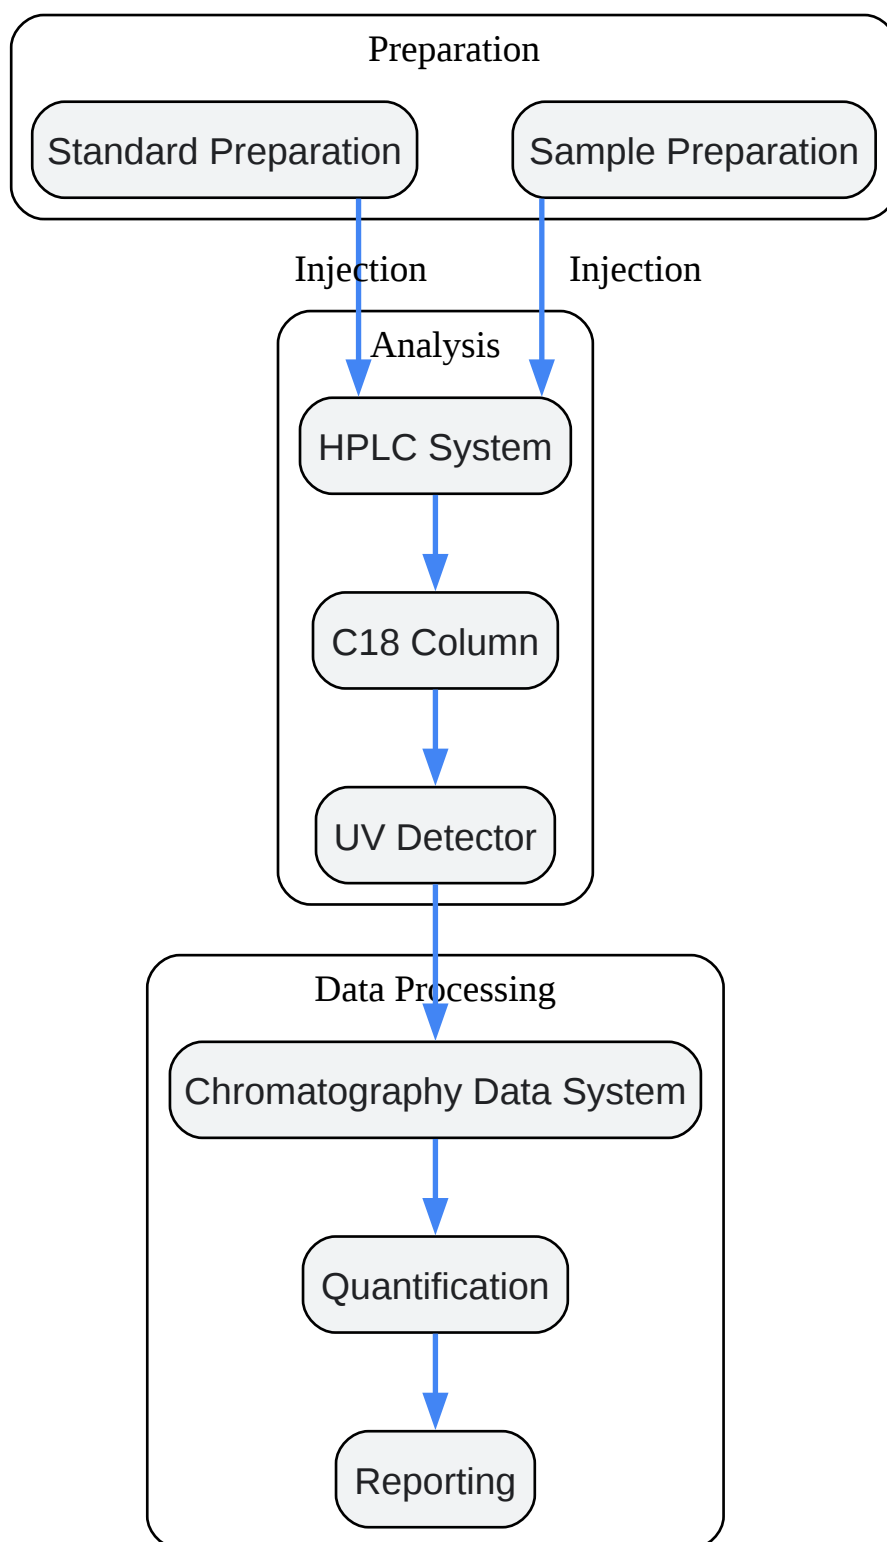 Preparation
Standard Preparation
Sample Preparation
Injection
Injection
Analysis
HPLC System
C18 Column
UV Detector
Data Processing
Chromatography Data System
Quantification
Reporting